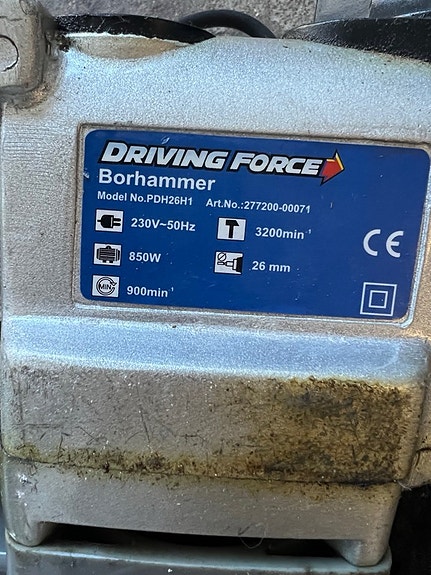 DRIVING FORCE
Borhammer
Model No.PDH26H1 Art.No.:277200-00071
230V~50Hz 3200min⁻¹
850W 26 mm
MIN 900min⁻¹
CE